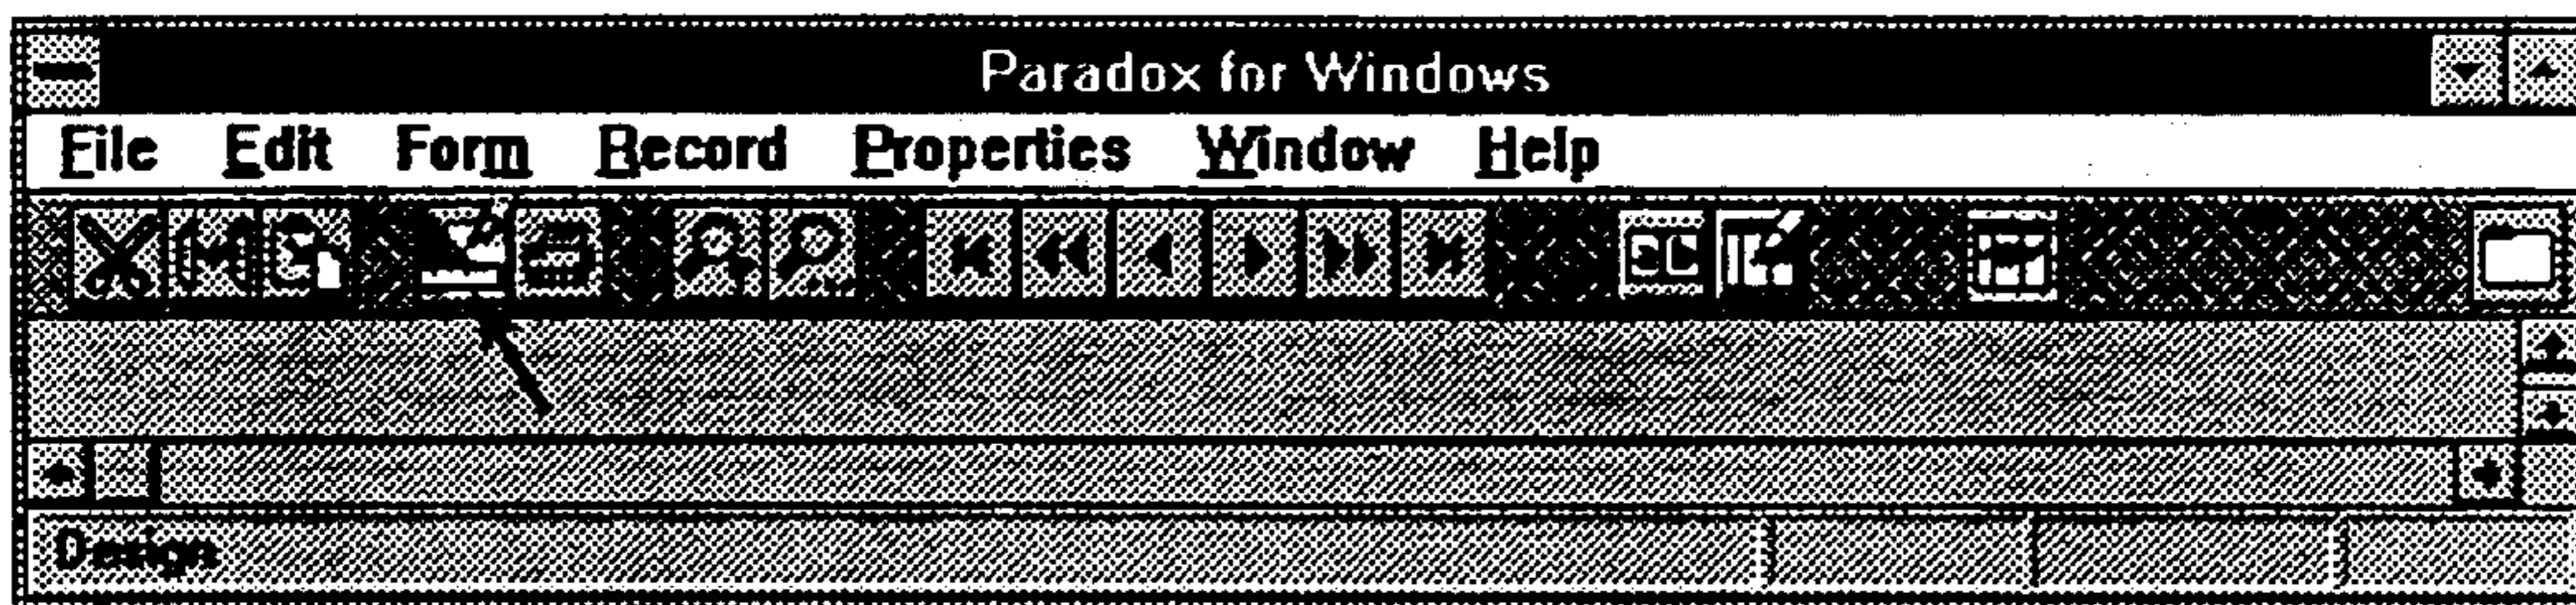 Paradox for Windows
File Edit Form Record Properties Window Help
Design